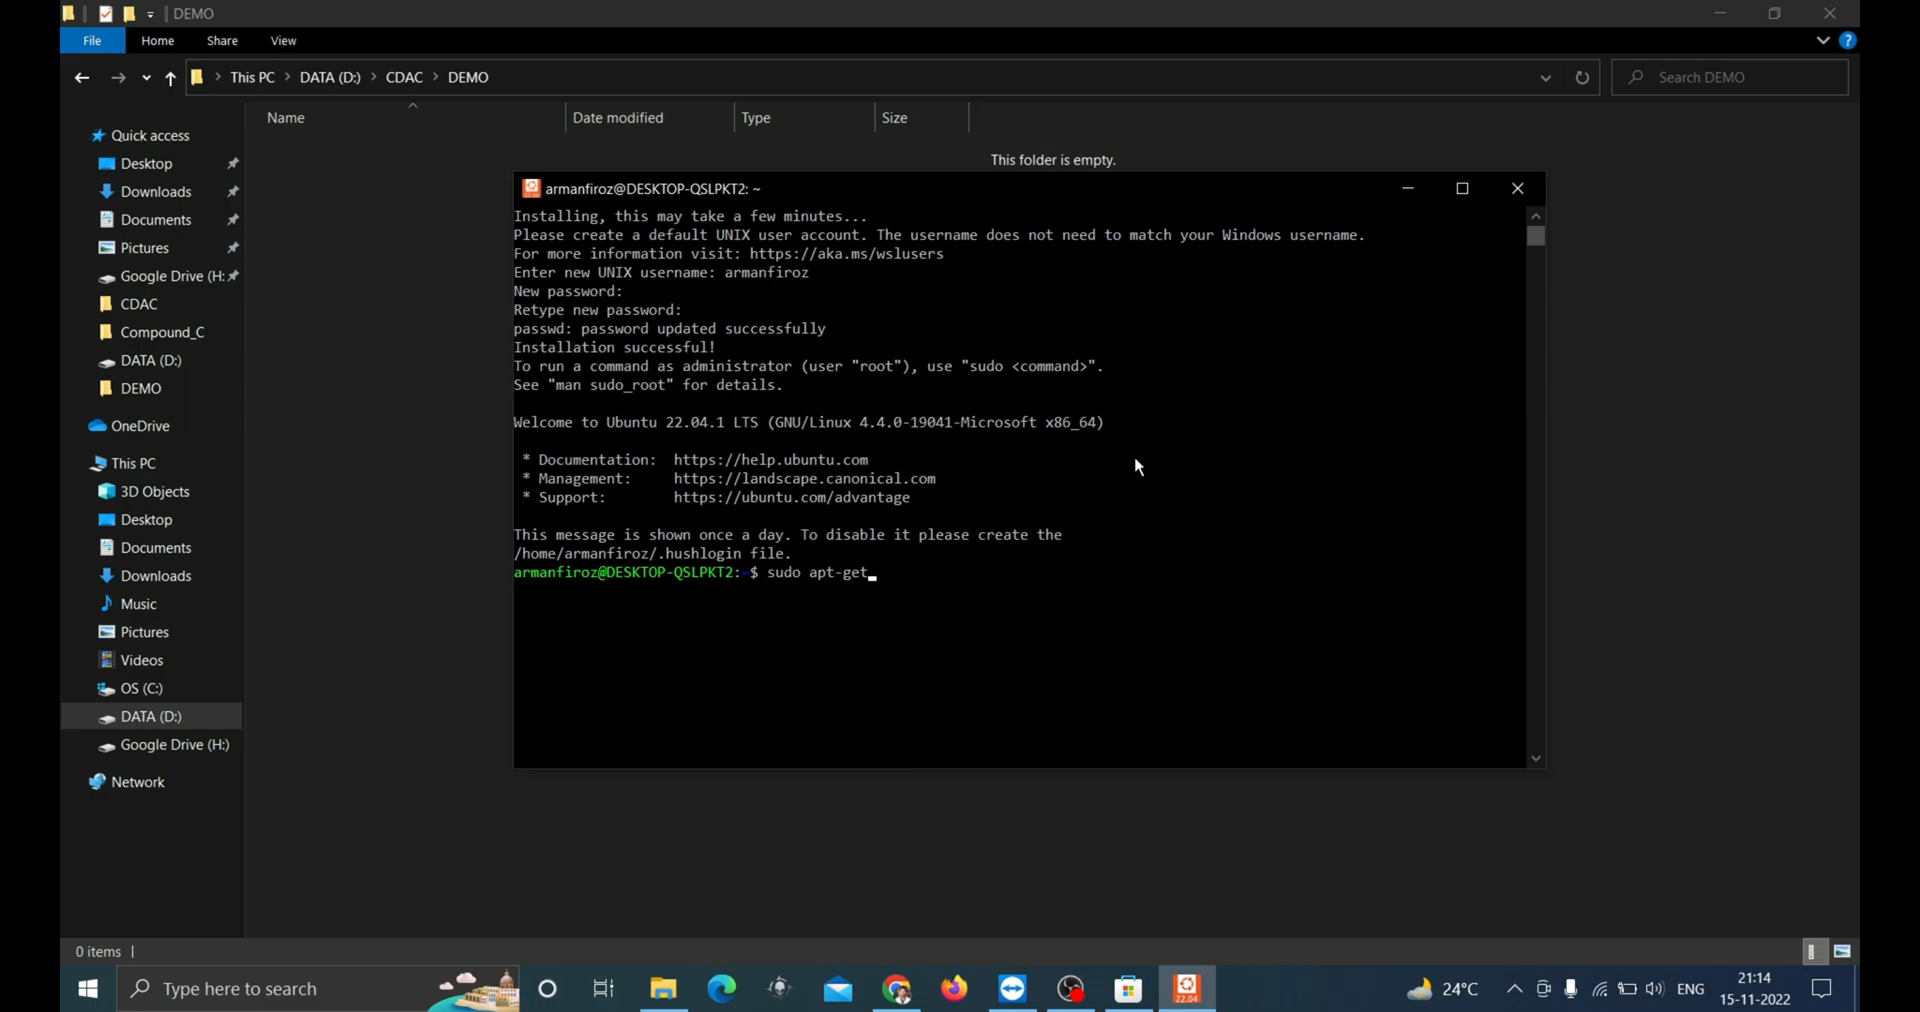 DEMO
File Home Share View
This PC > DATA (D:) > CDAC > DEMO
Search DEMO
Name Date modified Type Size
This folder is empty.
Quick access
Desktop
Downloads
Documents
Pictures
Google Drive (H:
CDAC
Compound_C
DATA (D:)
DEMO
OneDrive
This PC
3D Objects
Desktop
Documents
Downloads
Music
Pictures
Videos
OS (C:)
DATA (D:)
Google Drive (H:)
Network
armanfiroz@DESKTOP-QSLPKT2: ~
Installing, this may take a few minutes...
Please create a default UNIX user account. The username does not need to match your Windows username.
For more information visit: https://aka.ms/wslusers
Enter new UNIX username: armanfiroz
New password:
Retype new password:
passwd: password updated successfully
Installation successful!
To run a command as administrator (user "root"), use "sudo <command>".
See "man sudo_root" for details.
Welcome to Ubuntu 22.04.1 LTS (GNU/Linux 4.4.0-19041-Microsoft x86_64)
* Documentation: https://help.ubuntu.com
* Management: https://landscape.canonical.com
* Support: https://ubuntu.com/advantage
This message is shown once a day. To disable it please create the
/home/armanfiroz/.hushlogin file.
armanfiroz@DESKTOP-QSLPKT2:~$ sudo apt-get_
0 items
Type here to search
22.04
24°C
ENG
21:14
15-11-2022